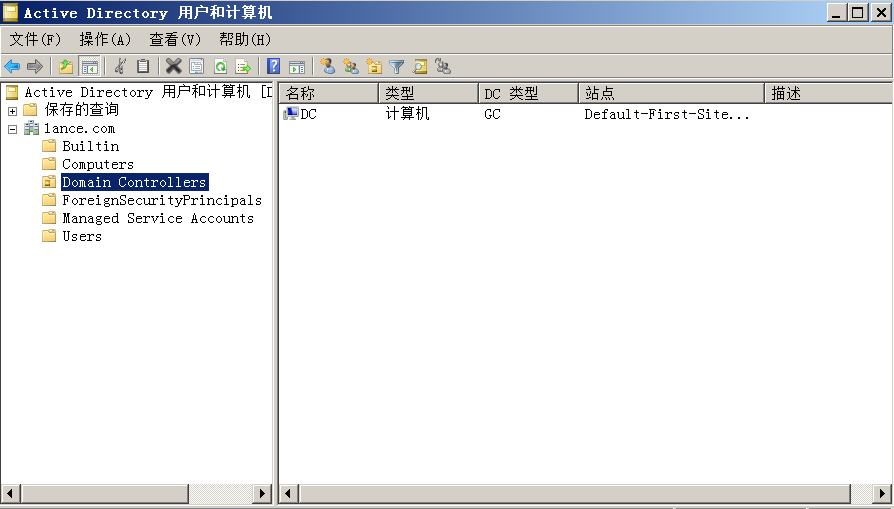 Active Directory 用户和计算机
文件(F) 操作(A) 查看(V) 帮助(H)
Active Directory 用户和计算机 [D
保存的查询
lance.com
Builtin
Computers
Domain Controllers
ForeignSecurityPrincipals
Managed Service Accounts
Users
名称 类型 DC 类型 站点 描述
DC 计算机 GC Default-First-Site...